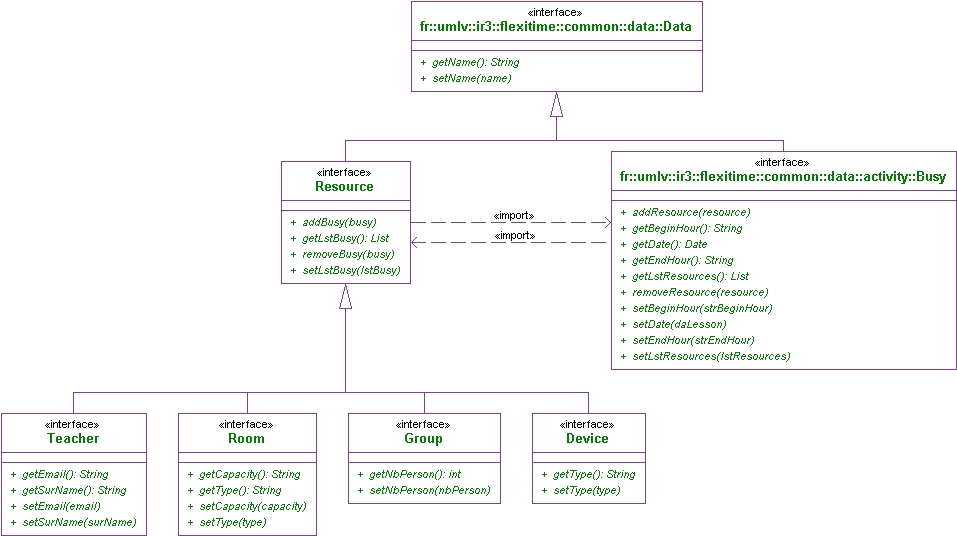 «interface»
fr::umlv::ir3::flexitime::common::data::Data
+ getName(): String
+ setName(name)
«interface»
Resource
+ addBusy(busy)
+ getLstBusy(): List
+ removeBusy(busy)
+ setLstBusy(lstBusy)
«import»
«import»
«interface»
fr::umlv::ir3::flexitime::common::data::activity::Busy
+ addResource(resource)
+ getBeginHour(): String
+ getDate(): Date
+ getEndHour(): String
+ getLstResources(): List
+ removeResource(resource)
+ setBeginHour(strBeginHour)
+ setDate(daLesson)
+ setEndHour(strEndHour)
+ setLstResources(lstResources)
«interface»
Teacher
+ getEmail(): String
+ getSurName(): String
+ setEmail(email)
+ setSurName(surName)
«interface»
Room
+ getCapacity(): String
+ getType(): String
+ setCapacity(capacity)
+ setType(type)
«interface»
Group
+ getNbPerson(): int
+ setNbPerson(nbPerson)
«interface»
Device
+ getType(): String
+ setType(type)